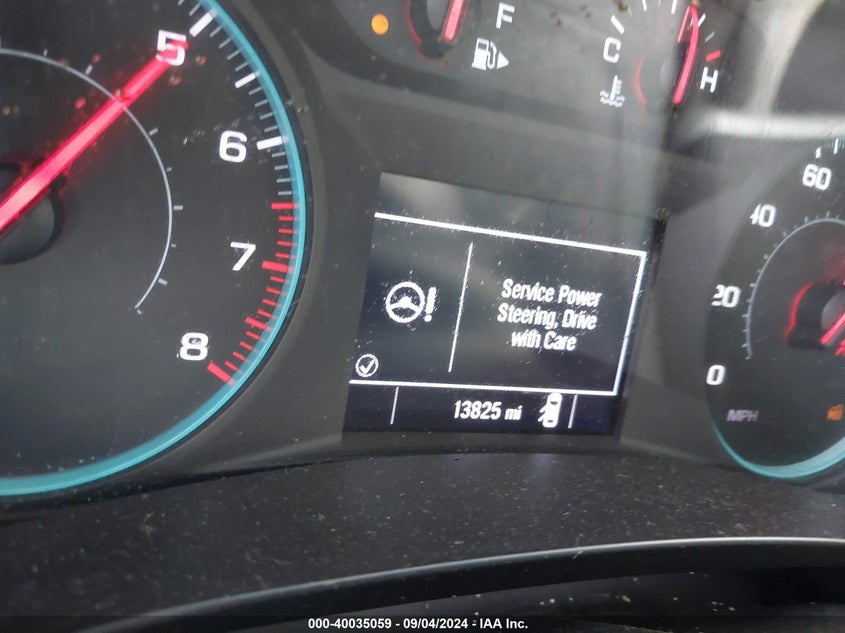 5
6
7
8
F
C
H
60
40
20
0
MPH
Service Power
Steering, Drive
with Care
13825 mi
000-40035059 - 09/04/2024 - IAA Inc.